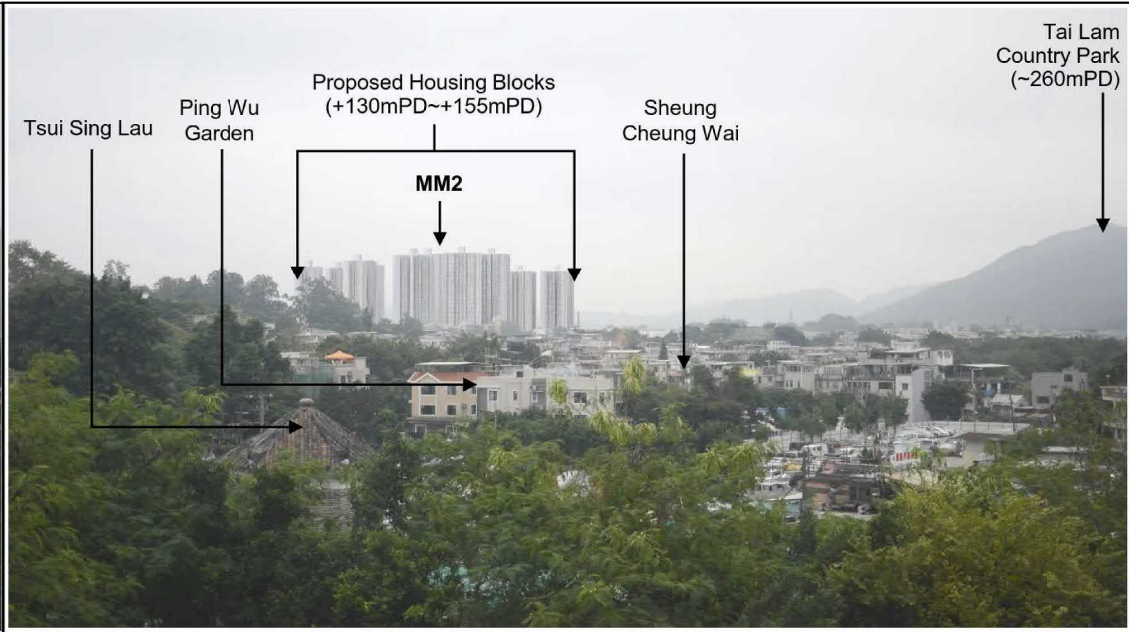 Tai Lam
Country Park
(~260mPD)
Proposed Housing Blocks
(+130mPD~+155mPD)
Ping Wu
Garden
Sheung
Cheung Wai
Tsui Sing Lau
MM2